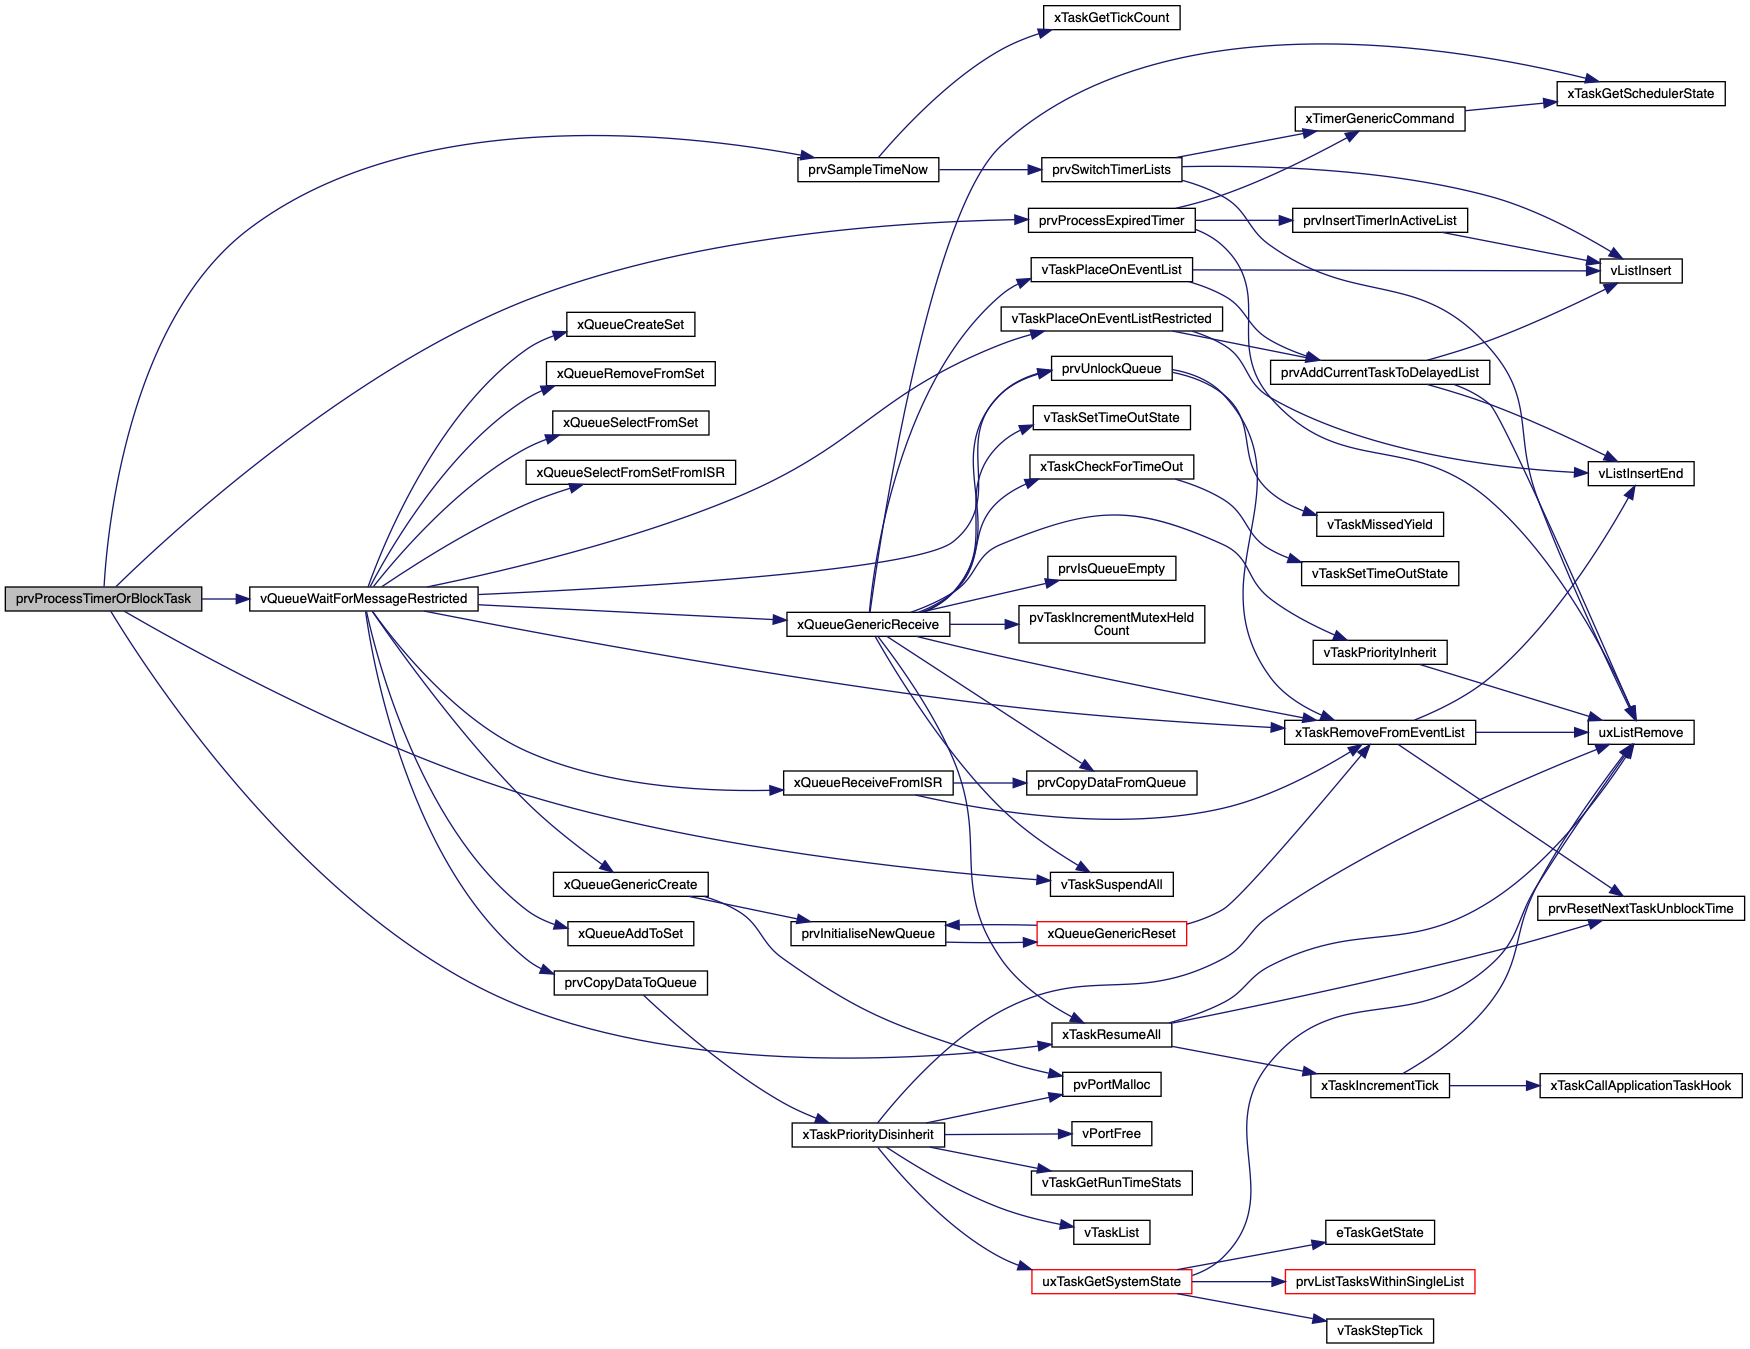 xTaskGetTickCount
xTaskGetSchedulerState
xTimerGenericCommand
prvSampleTimeNow
prvSwitchTimerLists
prvProcessExpiredTimer
prvInsertTimerInActiveList
vTaskPlaceOnEventList
vListInsert
vTaskPlaceOnEventListRestricted
xQueueCreateSet
prvUnlockQueue
prvAddCurrentTaskToDelayedList
xQueueRemoveFromSet
vTaskSetTimeOutState
xQueueSelectFromSet
xTaskCheckForTimeOut
xQueueSelectFromSetFromISR
vListInsertEnd
vTaskMissedYield
prvIsQueueEmpty
vTaskSetTimeOutState
prvProcessTimerOrBlockTask
vQueueWaitForMessageRestricted
xQueueGenericReceive
pvTaskIncrementMutexHeld
Count
vTaskPriorityInherit
xTaskRemoveFromEventList
uxListRemove
xQueueReceiveFromISR
prvCopyDataFromQueue
xQueueGenericCreate
vTaskSuspendAll
prvResetNextTaskUnblockTime
xQueueAddToSet
prvInitialiseNewQueue
xQueueGenericReset
prvCopyDataToQueue
xTaskResumeAll
pvPortMalloc
xTaskIncrementTick
xTaskCallApplicationTaskHook
xTaskPriorityDisinherit
vPortFree
vTaskGetRunTimeStats
vTaskList
eTaskGetState
uxTaskGetSystemState
prvListTasksWithinSingleList
vTaskStepTick